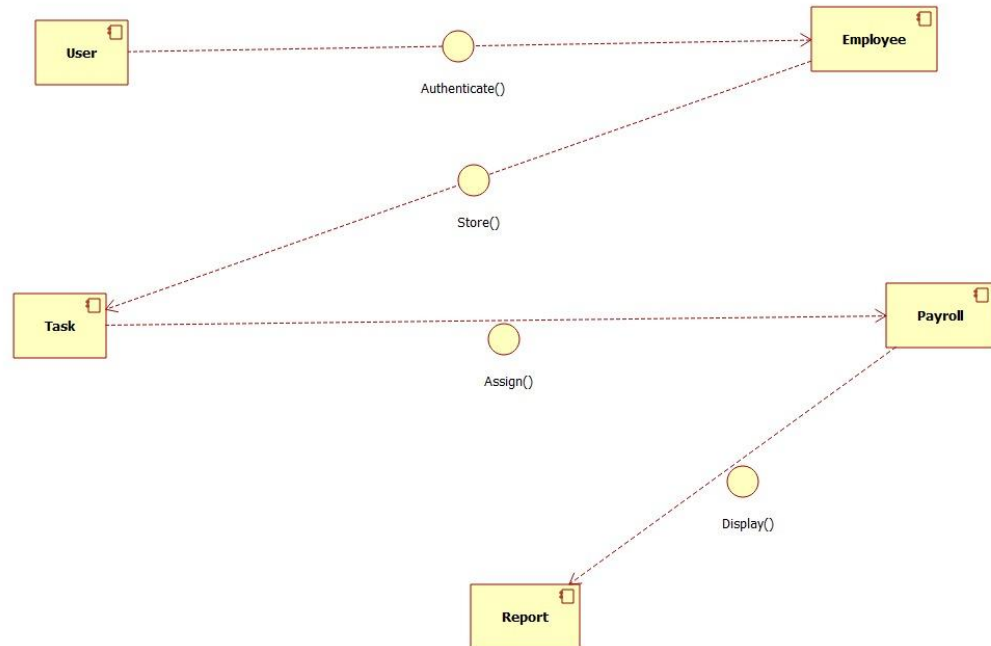 User
Employee
Authenticate()
Store()
Task
Payroll
Assign()
Display()
Report